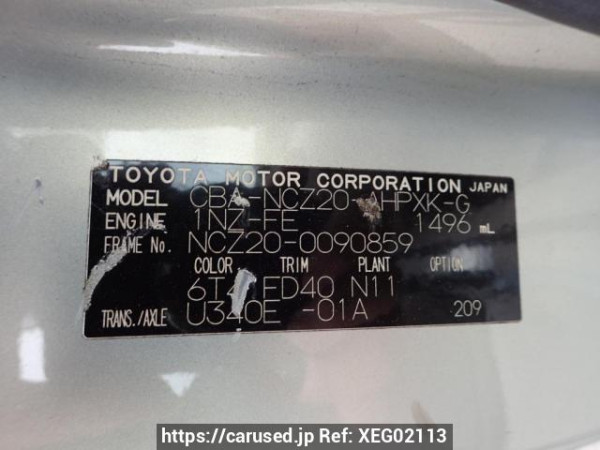 TOYOTA MOTOR CORPORATION JAPAN
MODEL CBA-NCZ20-AHPXK-G
ENGINE 1NZ-FE 1496 mL
FRAME No. NCZ20-0090859
COLOR TRIM PLANT OPTION
FD40 N11
TRANS./AXLE U340E -01A 209
https://carused.jp Ref: XEG02113